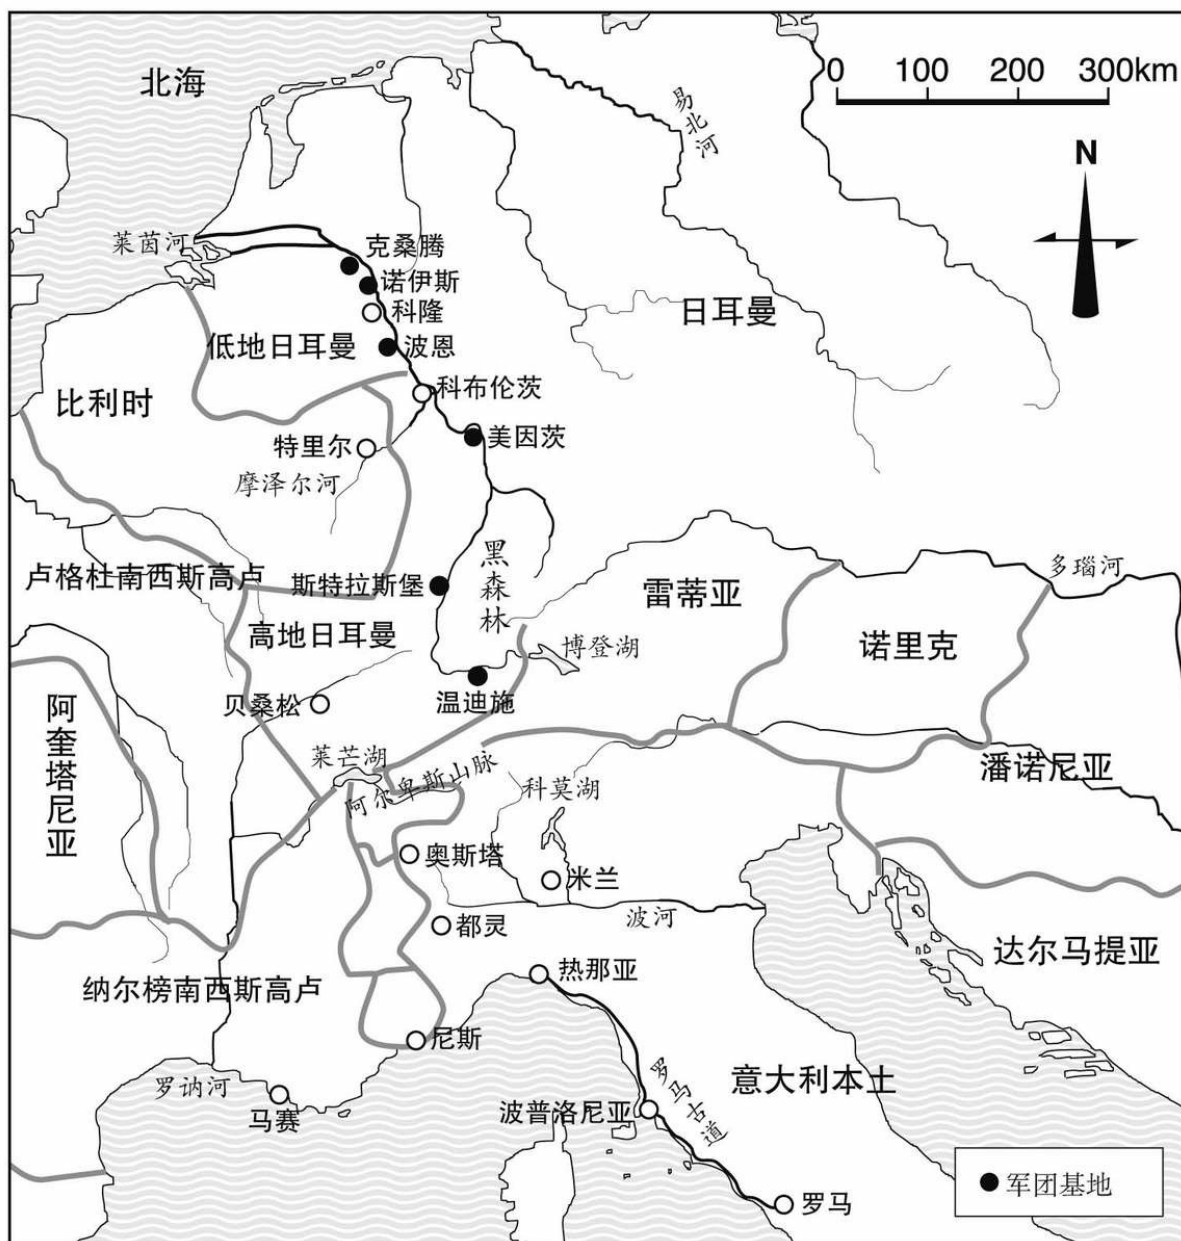 北海
0 100 200 300km
易北河
N
莱茵河
克桑腾
诺伊斯
科隆
日耳曼
低地日耳曼
波恩
科布伦茨
比利时
特里尔
美因茨
摩泽尔河
黑森林
卢格杜南西斯高卢
斯特拉斯堡
雷蒂亚
多瑙河
高地日耳曼
博登湖
诺里克
贝桑松
温迪施
阿奎塔尼亚
莱芒湖
阿尔卑斯山脉
科莫湖
潘诺尼亚
奥斯塔
米兰
都灵
波河
达尔马提亚
纳尔榜南西斯高卢
热那亚
尼斯
罗讷河
马赛
意大利本土
波普洛尼亚
罗马古道
军团基地
罗马